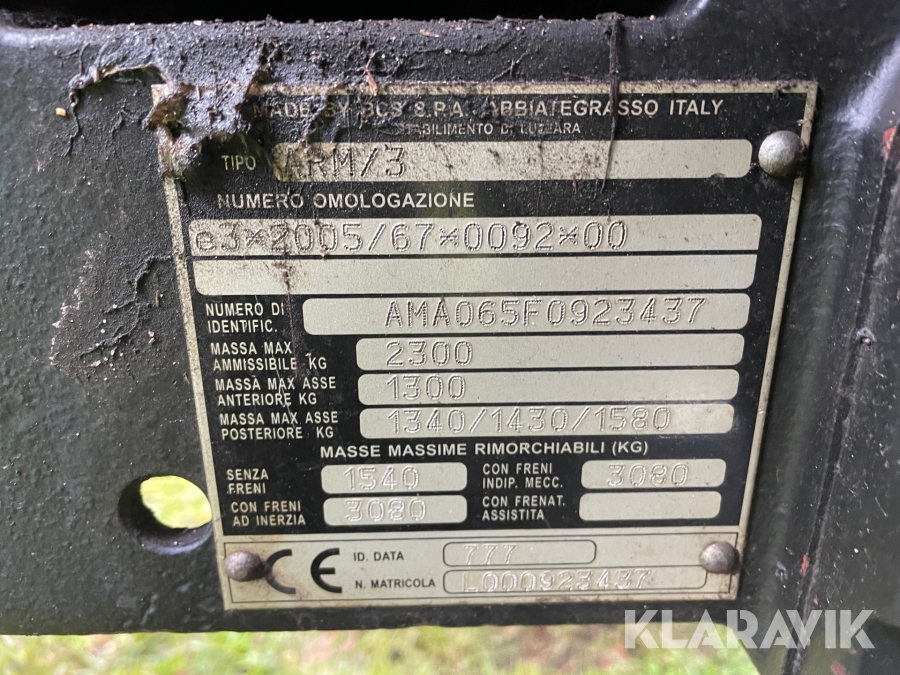 MADE BY BCS S.P.A. ABBIATEGRASSO ITALY
STABILIMENTO DI LUZZARA
TIPO ARM/3
NUMERO OMOLOGAZIONE
e3*2005/67*0092*00
NUMERO DI IDENTIFIC. AMA065F0923437
MASSA MAX AMMISSIBILE KG 2300
MASSA MAX ASSE ANTERIORE KG 1300
MASSA MAX ASSE POSTERIORE KG 1340/1430/1580
MASSE MASSIME RIMORCHIABILI (KG)
SENZA FRENI 1540 CON FRENI INDIP. MECC. 3080
CON FRENI AD INERZIA 3080 CON FRENAT. ASSISTITA
CE ID. DATA 777
N. MATRICOLA L000923437
KLARAVIK